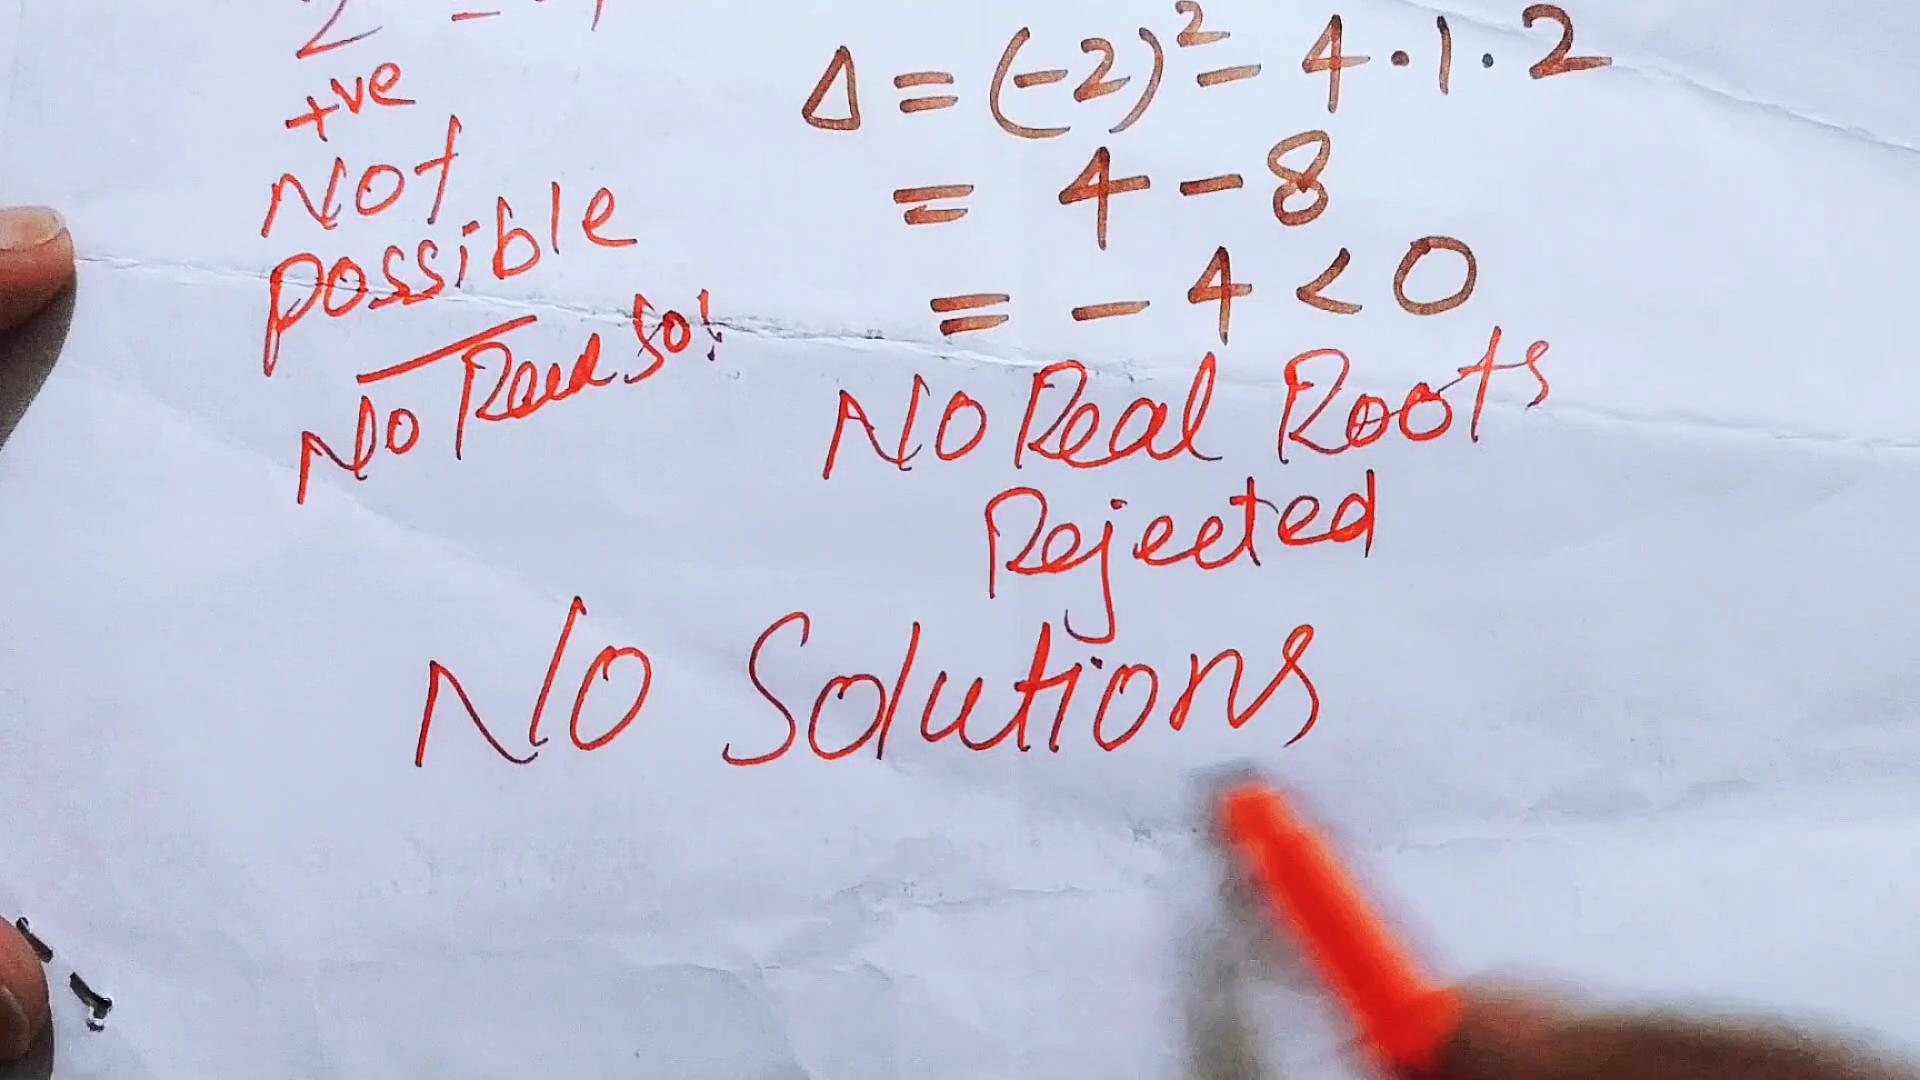 +ve
Not
possible
No Real sol
Δ = (-2)² - 4·1·2
= 4 - 8
= - 4 < 0
No Real Roots
Rejected
No Solutions